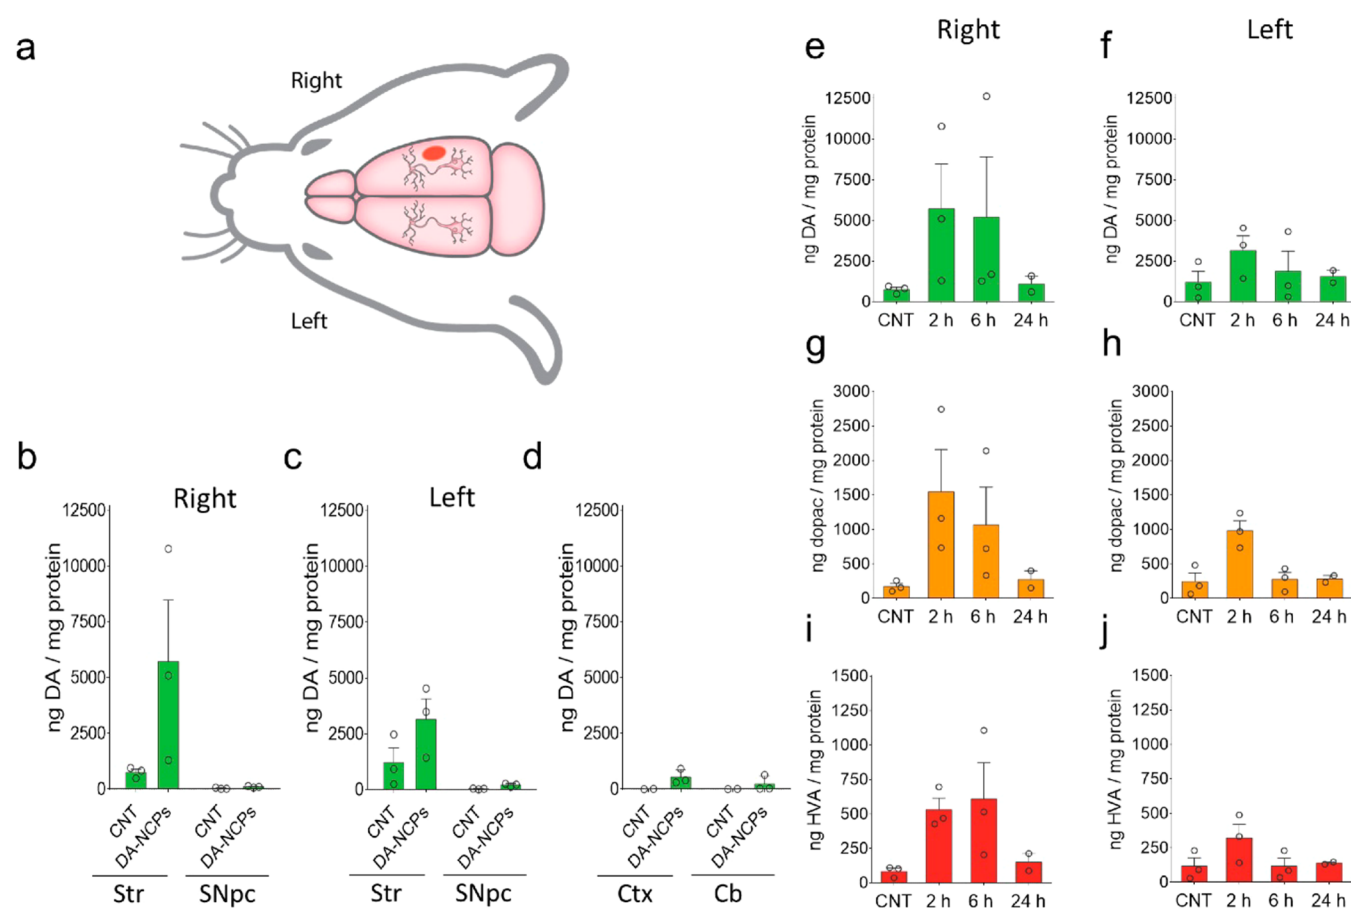 a
Right
Left
b
Right
ng DA / mg protein
12500
10000
7500
5000
2500
0
CNT
DA-NCPs
CNT
DA-NCPs
Str
SNpc
c
Left
ng DA / mg protein
12500
10000
7500
5000
2500
0
CNT
DA-NCPs
CNT
DA-NCPs
Str
SNpc
d
ng DA / mg protein
12500
10000
7500
5000
2500
0
CNT
DA-NCPs
CNT
DA-NCPs
Ctx
Cb
Right
e
ng DA / mg protein
12500
10000
7500
5000
2500
0
CNT 2 h 6 h 24 h
Left
f
ng DA / mg protein
12500
10000
7500
5000
2500
0
CNT 2 h 6 h 24 h
g
ng dopac / mg protein
3000
2500
2000
1500
1000
500
0
CNT 2 h 6 h 24 h
h
ng dopac / mg protein
3000
2500
2000
1500
1000
500
0
CNT 2 h 6 h 24 h
i
ng HVA / mg protein
1500
1250
1000
750
500
250
0
CNT 2 h 6 h 24 h
j
ng HVA / mg protein
1500
1250
1000
750
500
250
0
CNT 2 h 6 h 24 h